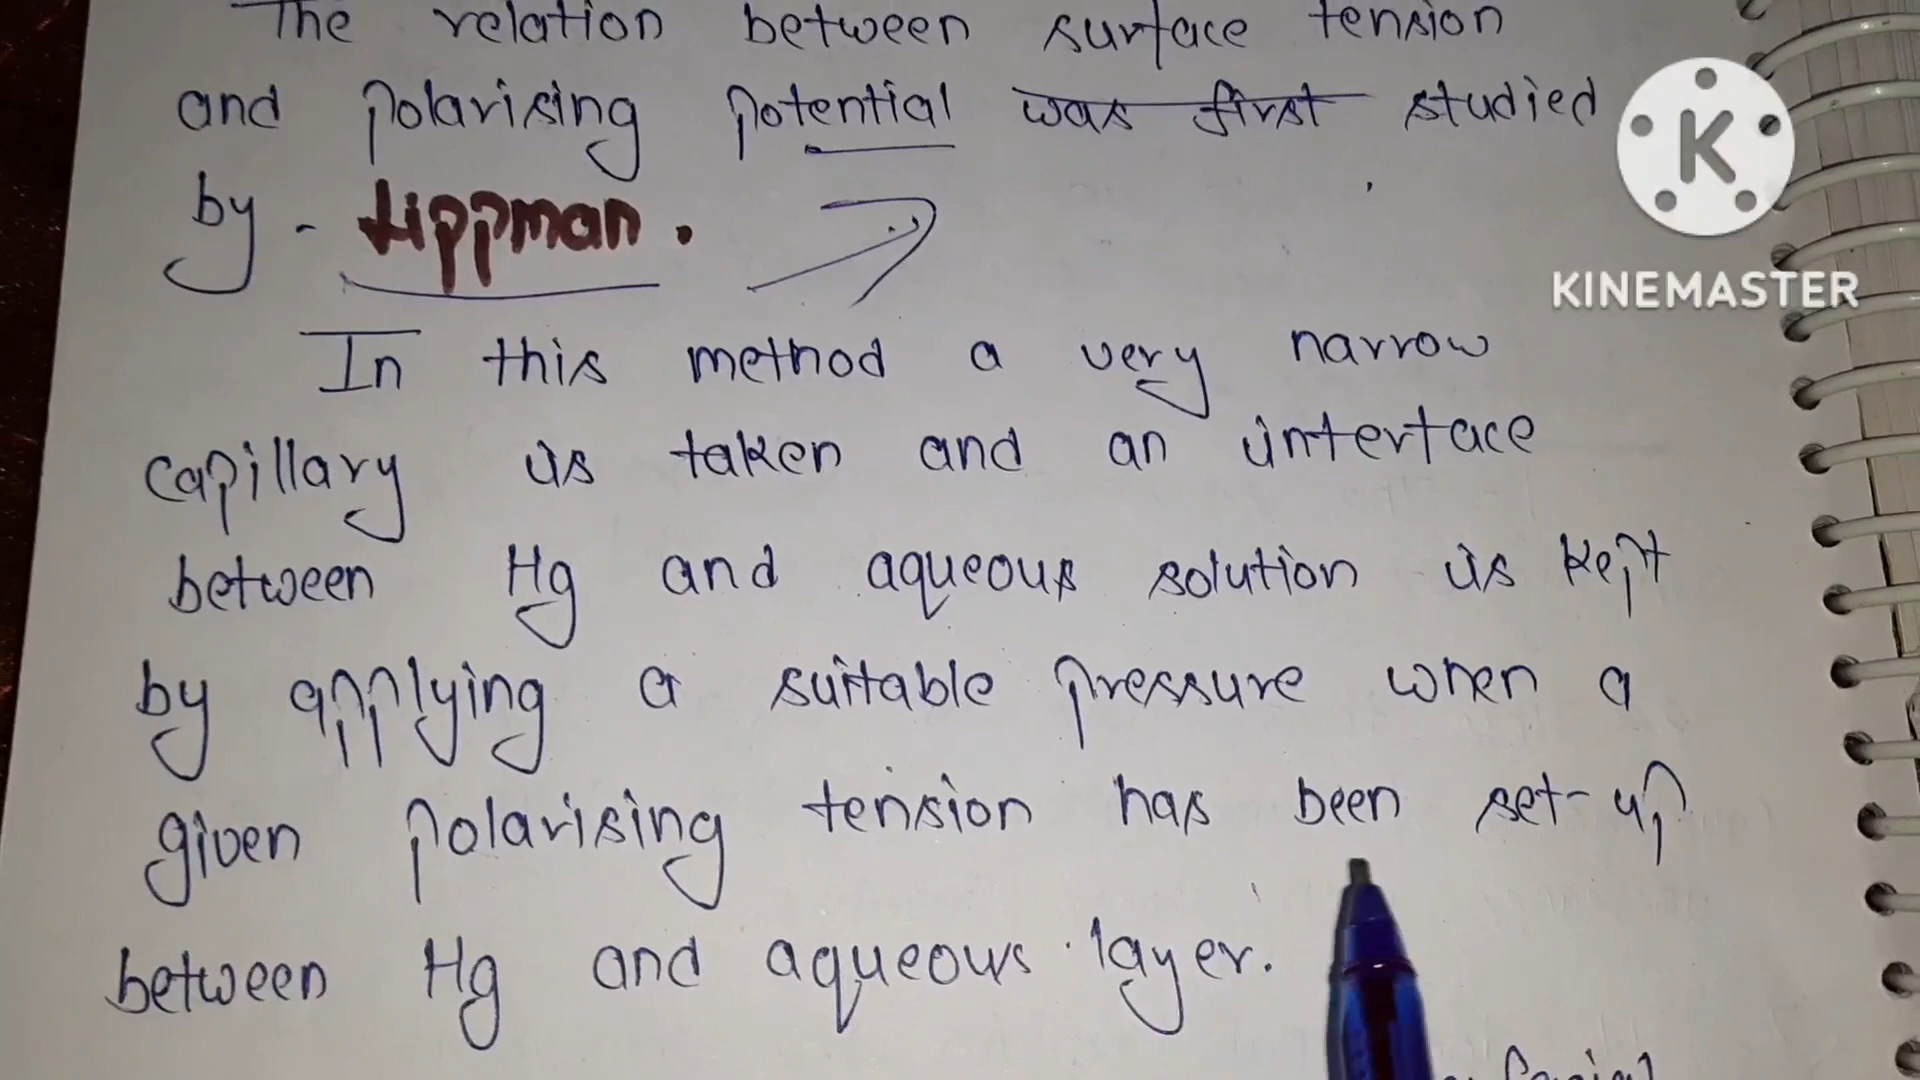 The relation between surface tension
and polarising potential was first studied
by - Lippman.
K
KINEMASTER
In this method a very narrow
capillary is taken and an interface
between Hg and aqueous solution is kept
by applying a suitable pressure when a
given polarising tension has been set-up
between Hg and aqueous layer.